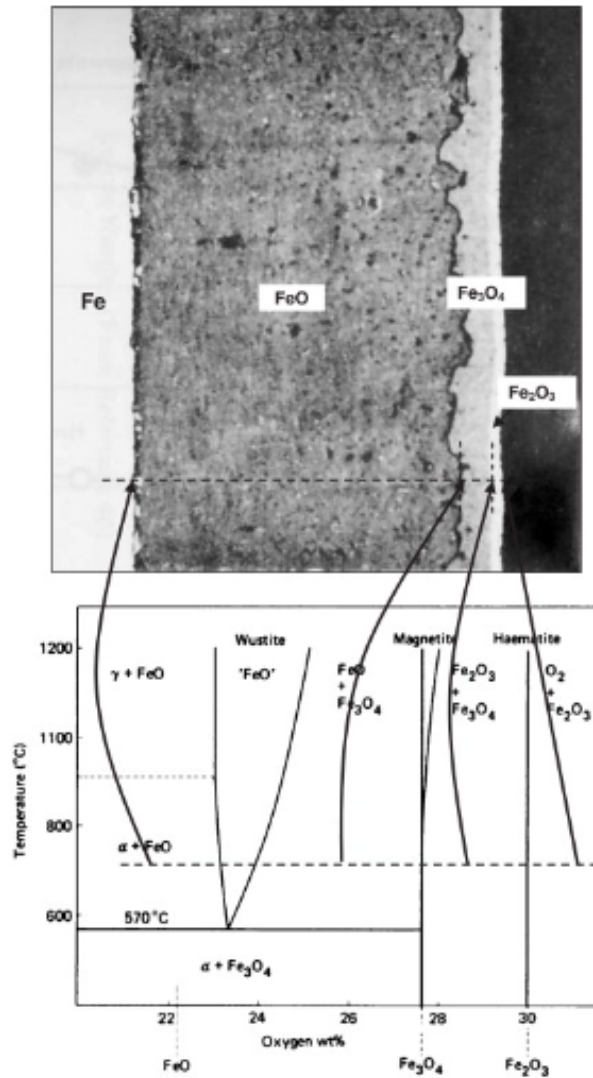 Fe
FeO
Fe₃O₄
Fe₂O₃
1200
1100
800
600
Temperature (°C)
Wustite
"FeO"
Magnetite
Haematite
γ + FeO
FeO
+
Fe₃O₄
Fe₂O₃
+
Fe₃O₄
O₂
+
Fe₂O₃
α + FeO
570°C
α + Fe₃O₄
22
24
26
28
30
Oxygen wt%
FeO
Fe₃O₄
Fe₂O₃